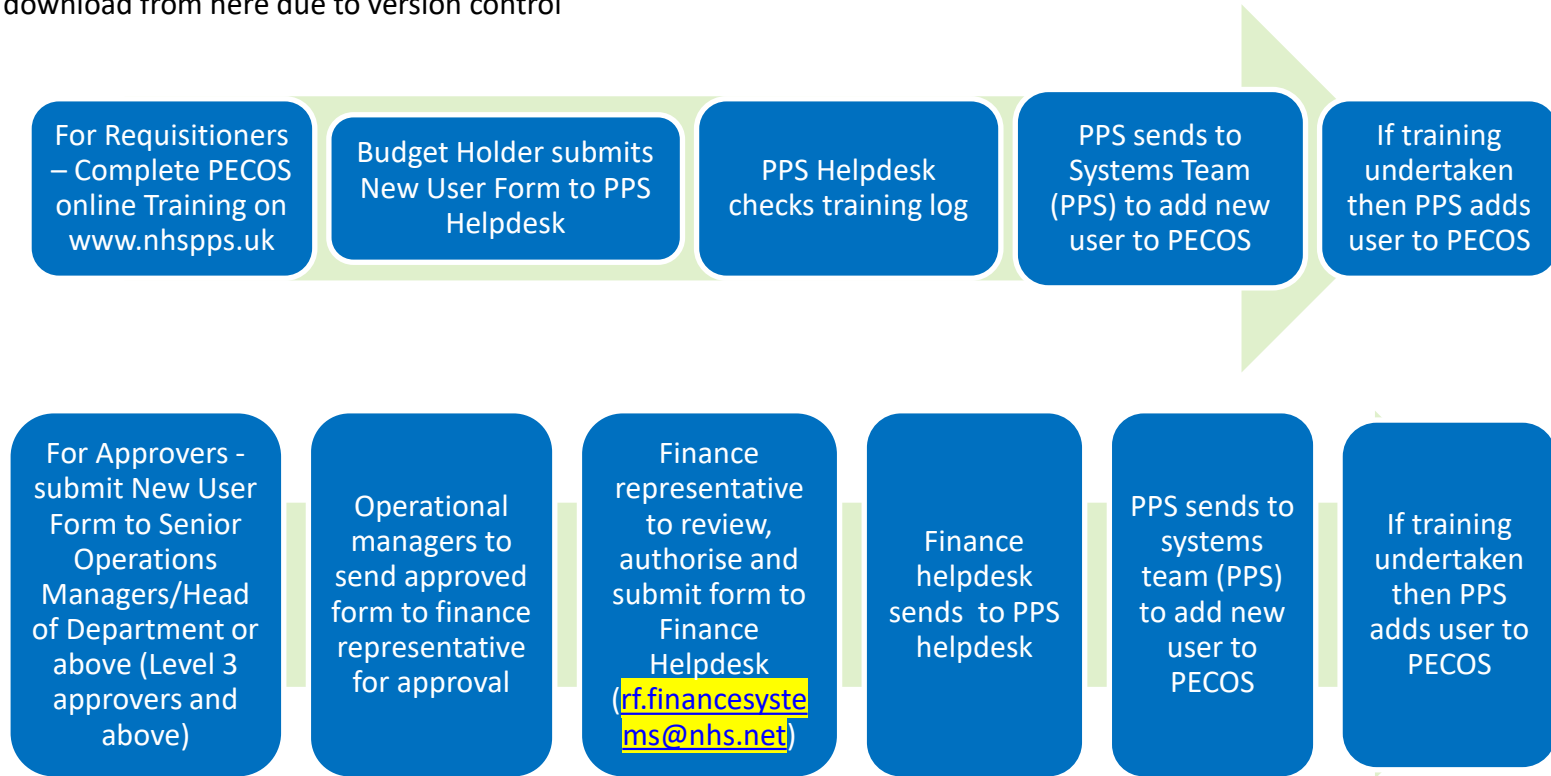 download from here due to version control
For Requisitioners
– Complete PECOS
online Training on
www.nhspps.uk
Budget Holder submits
New User Form to PPS
Helpdesk
PPS Helpdesk
checks training log
PPS sends to
Systems Team
(PPS) to add new
user to PECOS
If training
undertaken
then PPS adds
user to PECOS
For Approvers -
submit New User
Form to Senior
Operations
Managers/Head
of Department or
above (Level 3
approvers and
above)
Operational
managers to
send approved
form to finance
representative
for approval
Finance
representative
to review,
authorise and
submit form to
Finance
Helpdesk
(rf.financesyste
ms@nhs.net)
Finance
helpdesk
sends  to PPS
helpdesk
PPS sends to
systems
team (PPS)
to add new
user to
PECOS
If training
undertaken
then PPS
adds user to
PECOS